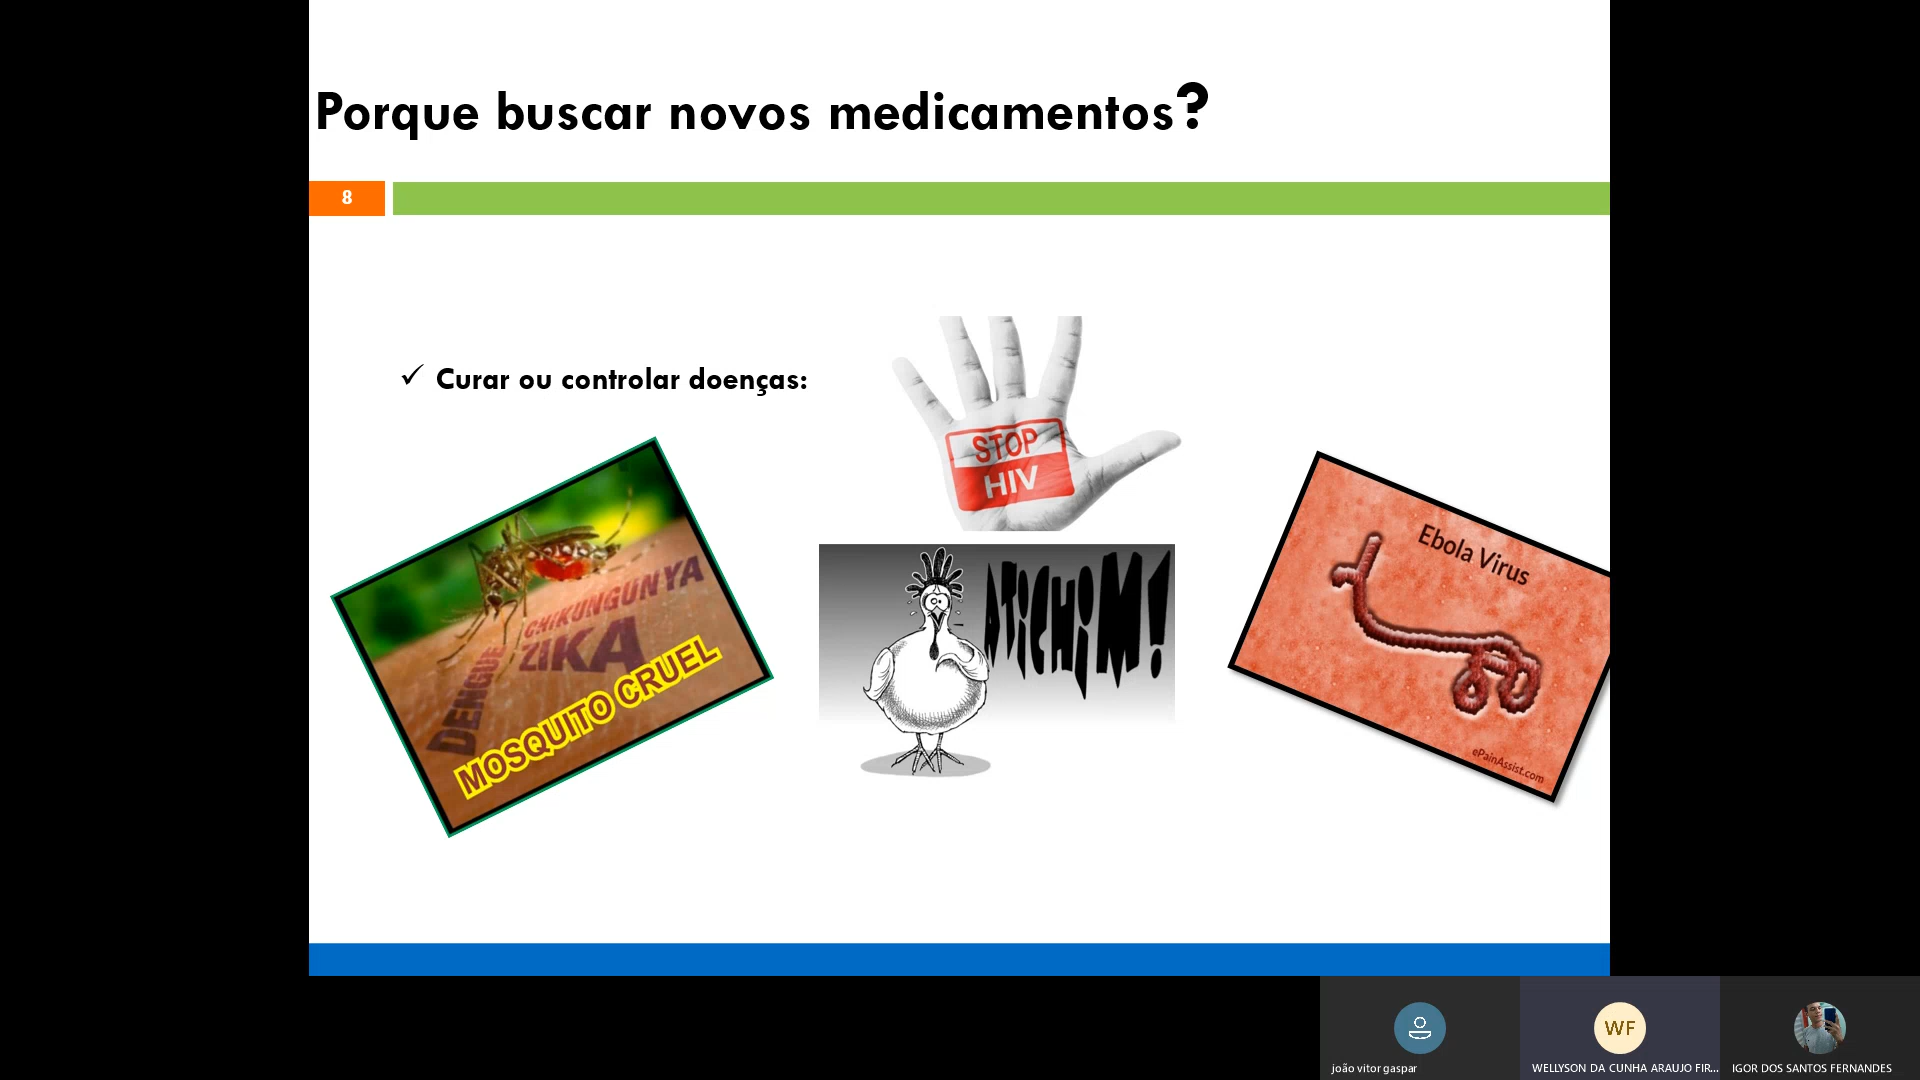 Porque buscar novos medicamentos?
8
✓ Curar ou controlar doenças:
STOP
HIV
CHIKUNGUNYA
ZIKA
DENGUE
MOSQUITO CRUEL
ATICHIM!
Ebola Virus
ePainAssist.com
WF
joão vitor gaspar
WELLYSON DA CUNHA ARAUJO FIR...
IGOR DOS SANTOS FERNANDES